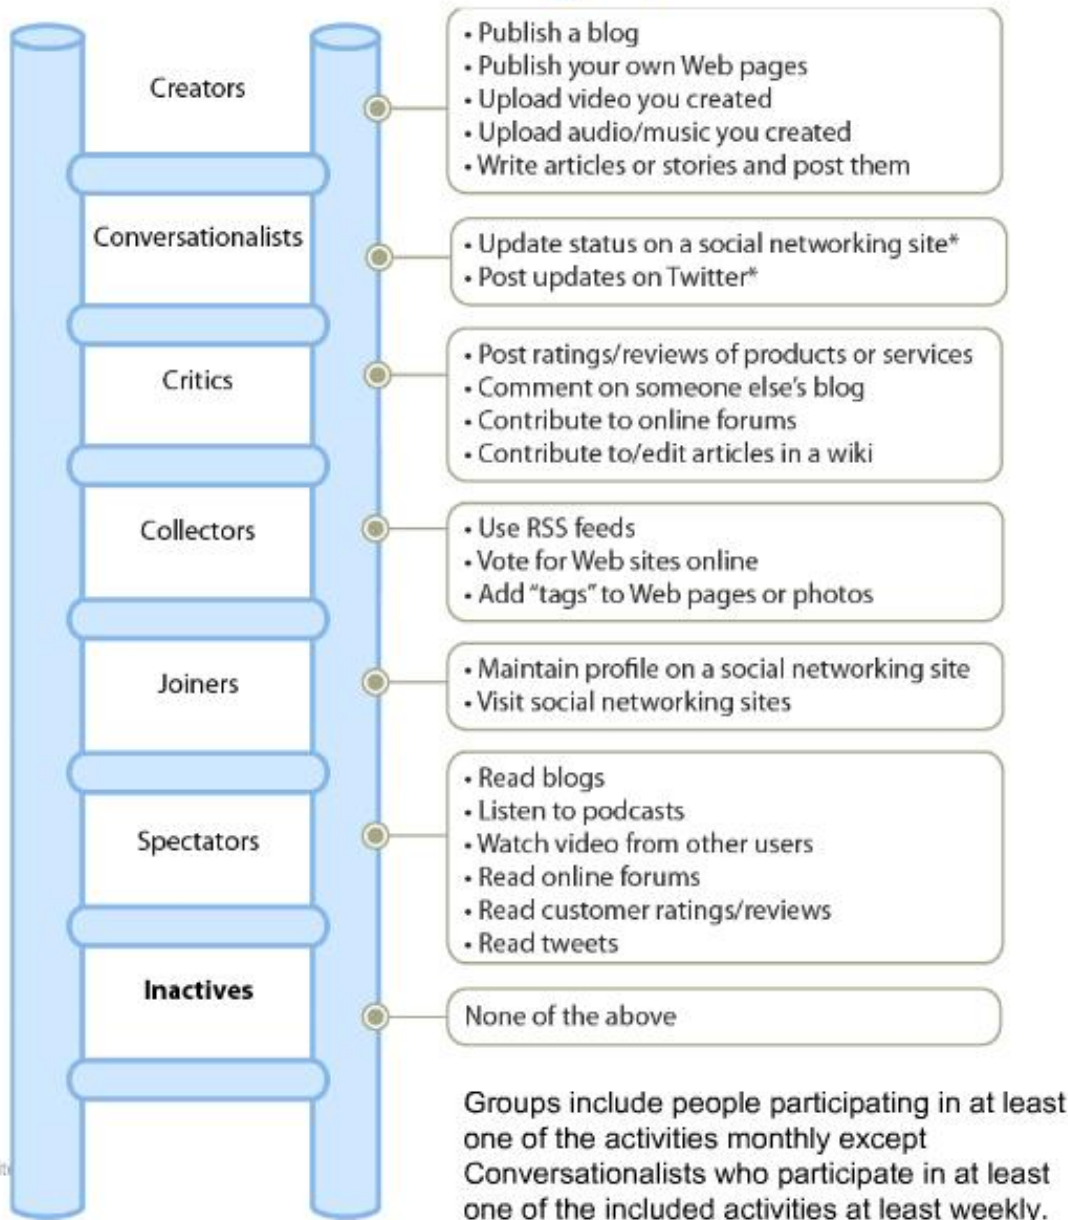 Creators
• Publish a blog
• Publish your own Web pages
• Upload video you created
• Upload audio/music you created
• Write articles or stories and post them
Conversationalists
• Update status on a social networking site*
• Post updates on Twitter*
Critics
• Post ratings/reviews of products or services
• Comment on someone else's blog
• Contribute to online forums
• Contribute to/edit articles in a wiki
Collectors
• Use RSS feeds
• Vote for Web sites online
• Add “tags” to Web pages or photos
Joiners
• Maintain profile on a social networking site
• Visit social networking sites
Spectators
• Read blogs
• Listen to podcasts
• Watch video from other users
• Read online forums
• Read customer ratings/reviews
• Read tweets
Inactives
None of the above
Groups include people participating in at least
one of the activities monthly except
Conversationalists who participate in at least
one of the included activities at least weekly.